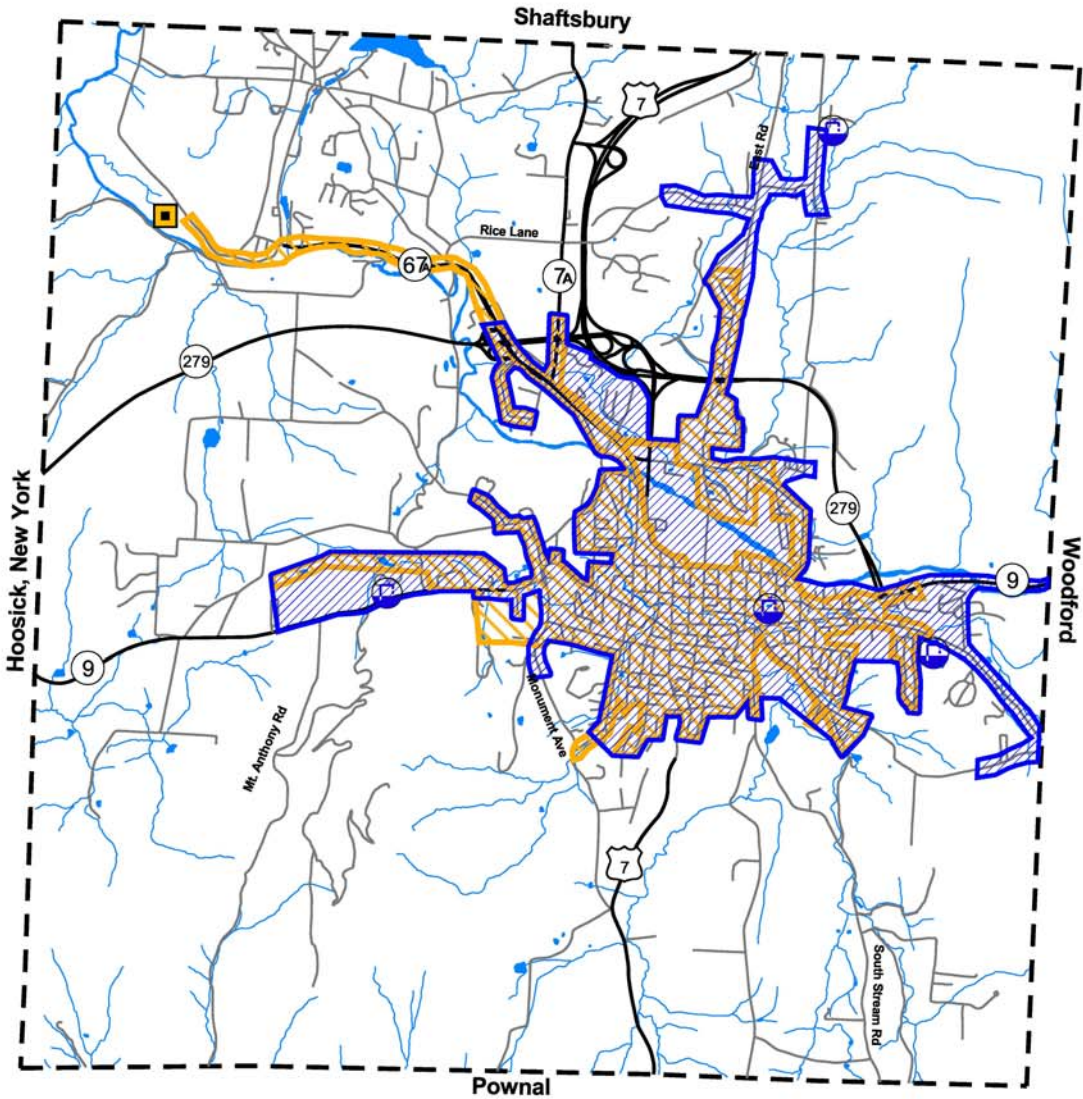 Shaftsbury
7
East Rd
Rice Lane
67A
7A
279
279
Hoosick, New York
Woodford
9
9
Monument Ave
Mt. Anthony Rd
7
South Stream Rd
Pownal